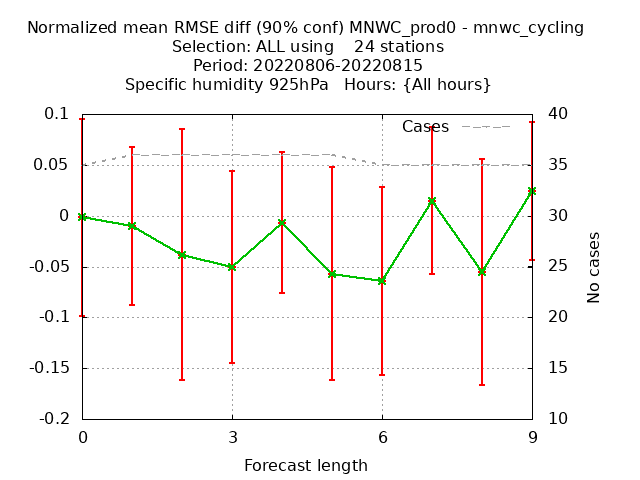 Normalized mean RMSE diff (90% conf) MNWC_prod0 - mnwc_cycling
Selection: ALL using    24 stations
Period: 20220806-20220815
Specific humidity 925hPa   Hours: {All hours}
Cases
0.1
0.05
0
-0.05
-0.1
-0.15
-0.2
40
35
30
25
20
15
10
No cases
0 3 6 9
Forecast length